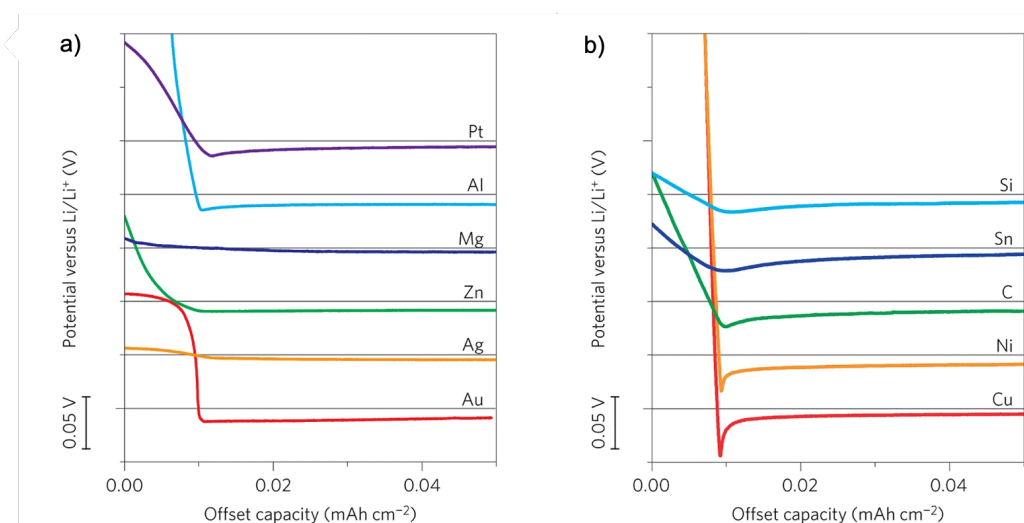 a)
Potential versus Li/Li⁺ (V)
0.05 V
Pt
Al
Mg
Zn
Ag
Au
0.00
0.02
0.04
Offset capacity (mAh cm⁻²)
b)
Potential versus Li/Li⁺ (V)
0.05 V
Si
Sn
C
Ni
Cu
0.00
0.02
0.04
Offset capacity (mAh cm⁻²)